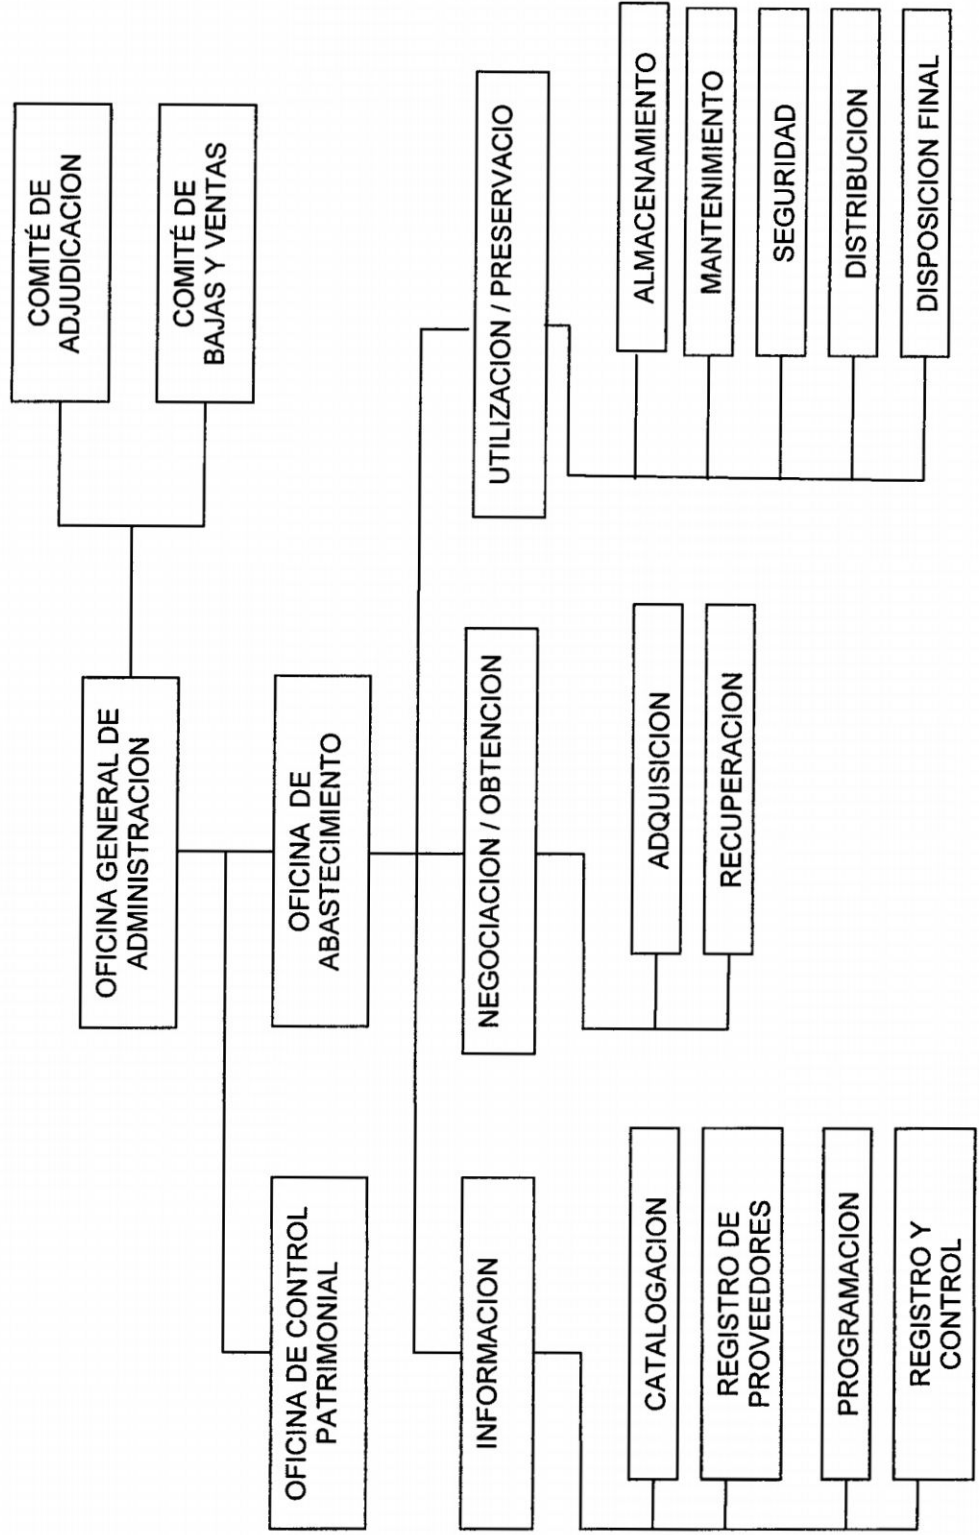 COMITÉ DE
ADJUDICACION
COMITÉ DE
BAJAS Y VENTAS
OFICINA GENERAL DE
ADMINISTRACION
OFICINA DE CONTROL
PATRIMONIAL
OFICINA DE
ABASTECIMIENTO
INFORMACION
NEGOCIACION / OBTENCION
UTILIZACION / PRESERVACIO
CATALOGACION
REGISTRO DE
PROVEEDORES
PROGRAMACION
REGISTRO Y
CONTROL
ADQUISICION
RECUPERACION
ALMACENAMIENTO
MANTENIMIENTO
SEGURIDAD
DISTRIBUCION
DISPOSICION FINAL